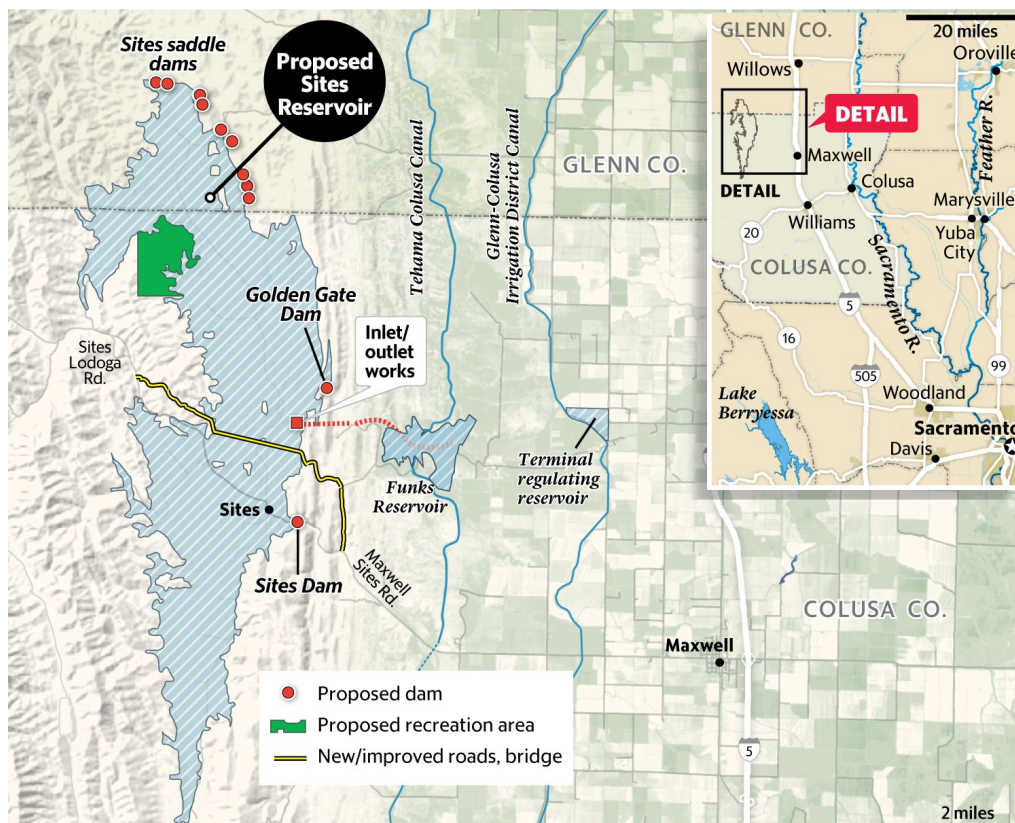 Sites saddle
dams
Proposed
Sites
Reservoir
Tehama Colusa Canal
Glenn-Colusa
Irrigation District Canal
GLENN CO.
Golden Gate
Dam
Inlet/
outlet
works
Sites
Lodoga
Rd.
Funks
Reservoir
Terminal
regulating
reservoir
Sites
Sites Dam
Maxwell
Sites Rd.
COLUSA CO.
Maxwell
5
2 miles
Proposed dam
Proposed recreation area
New/improved roads, bridge
GLENN CO.
20 miles
Oroville
Willows
DETAIL
Feather R.
Maxwell
DETAIL
Colusa
Marysville
Williams
Yuba
City
20
COLUSA CO.
Sacramento R.
5
16
505
99
Lake
Berryessa
Woodland
Sacramento
Davis